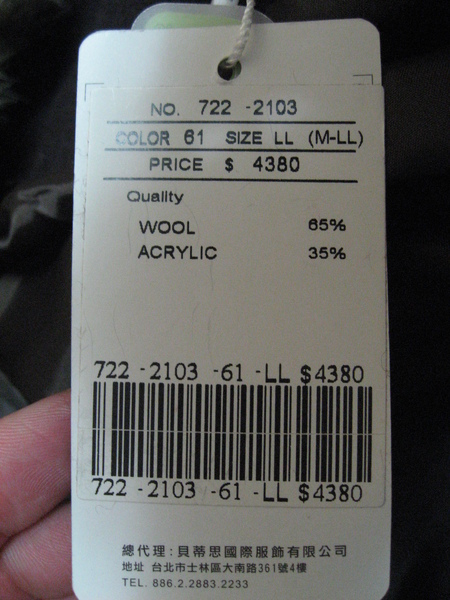 NO. 722 -2103
COLOR 61 SIZE LL (M-LL)
PRICE $ 4380
Quality
WOOL 65%
ACRYLIC 35%
722 -2103 -61 -LL $4380
722 -2103 -61 -LL $4380
總代理:貝蒂思國際服飾有限公司
地址 台北市士林區大南路361號4樓
TEL. 886.2.2883.2233